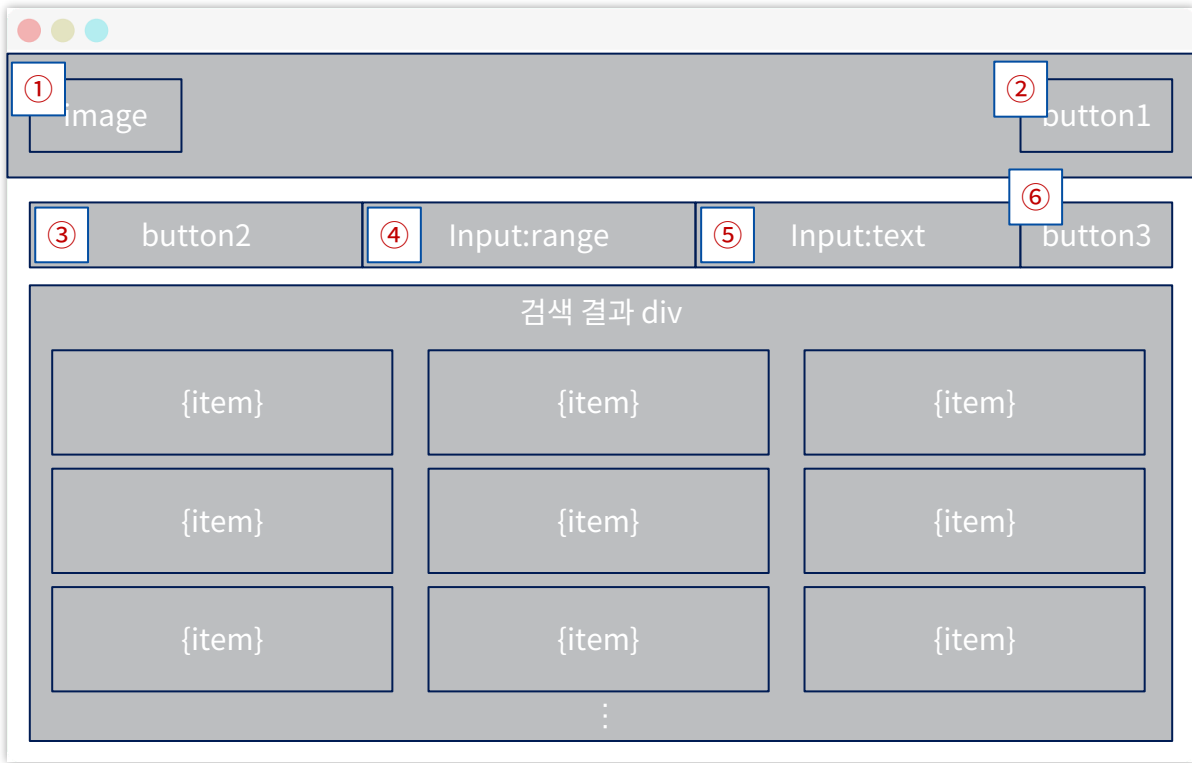 ①
image
②
button1
③
button2
④
Input:range
⑤
Input:text
⑥
button3
검색 결과 div
{item}
{item}
{item}
{item}
{item}
{item}
{item}
{item}
{item}
⋮